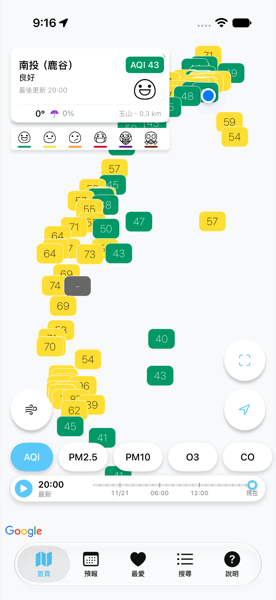 9:16
南投（鹿谷）
良好
最後更新 20:00
AQI 43
0° 0%
玉山 · 0.3 km
71
48
59
54
57
45
55
71
50
47
57
64
64
73
43
69
74
-
69
70
40
54
43
62
45
41
AQI
PM2.5
PM10
O3
CO
20:00
最新
11/21
06:00
12:00
現在
Google
首頁
預報
最愛
搜尋
說明